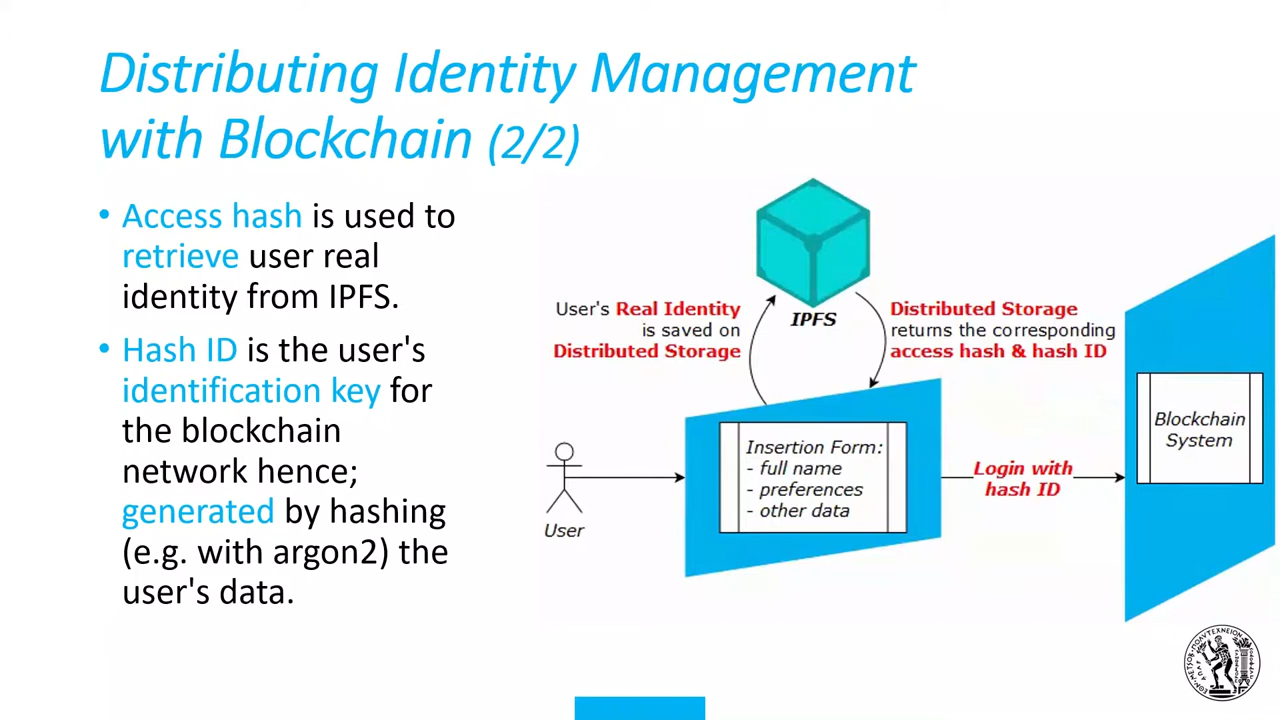 Distributing Identity Management
with Blockchain (2/2)
• Access hash is used to
retrieve user real
identity from IPFS.
• Hash ID is the user's
identification key for
the blockchain
network hence;
generated by hashing
(e.g. with argon2) the
user's data.
IPFS
User's Real Identity
is saved on
Distributed Storage
Distributed Storage
returns the corresponding
access hash & hash ID
User
Insertion Form:
- full name
- preferences
- other data
Login with
hash ID
Blockchain
System